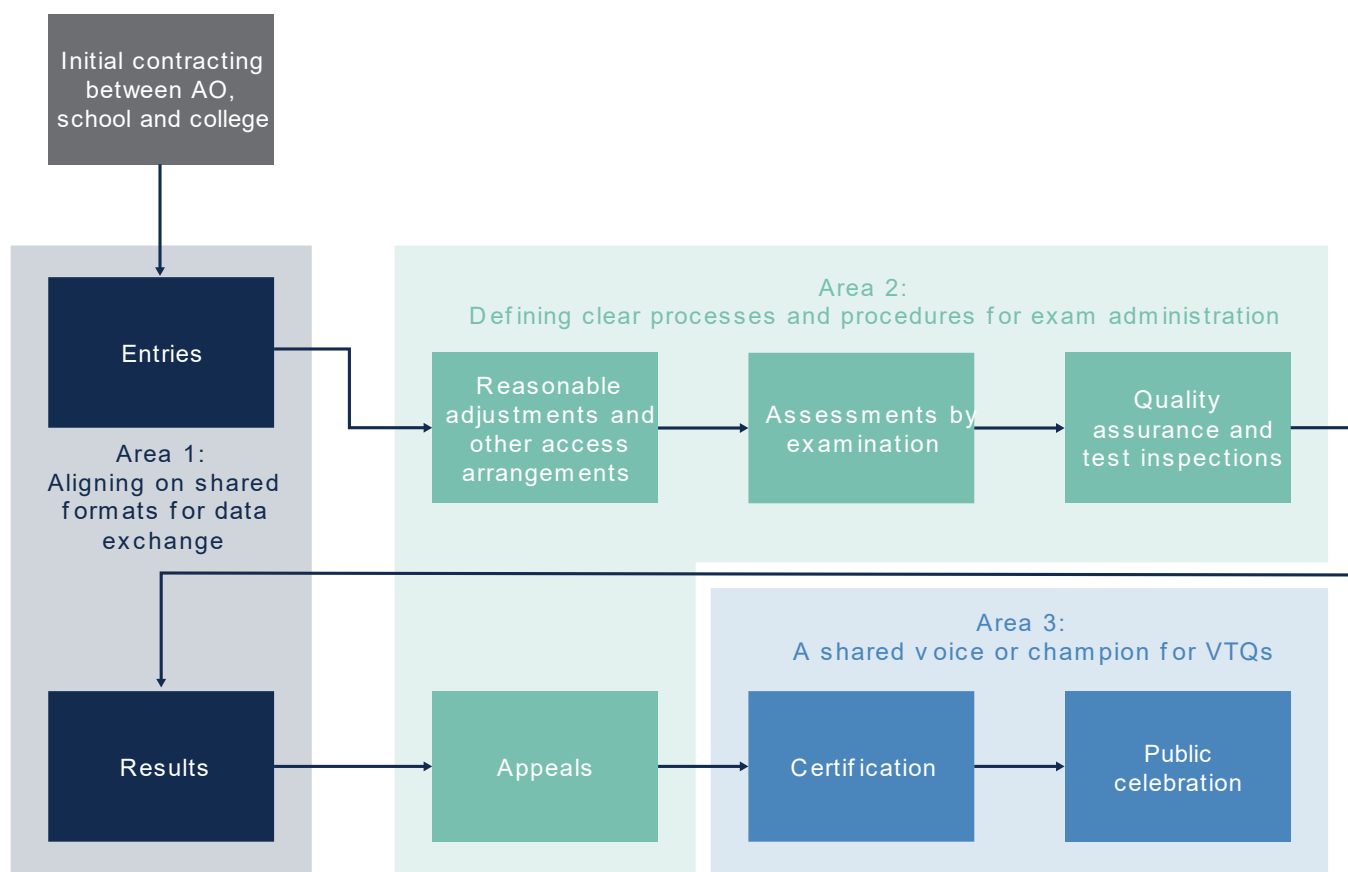 Initial contracting
between AO,
school and college
Entries
Area 1:
Aligning on shared
formats for data
exchange
Area 2:
Defining clear processes and procedures for exam administration
Reasonable
adjustments and
other access
arrangements
Assessments by
examination
Quality
assurance and
test inspections
Results
Appeals
Area 3:
A shared voice or champion for VTQs
Certification
Public
celebration